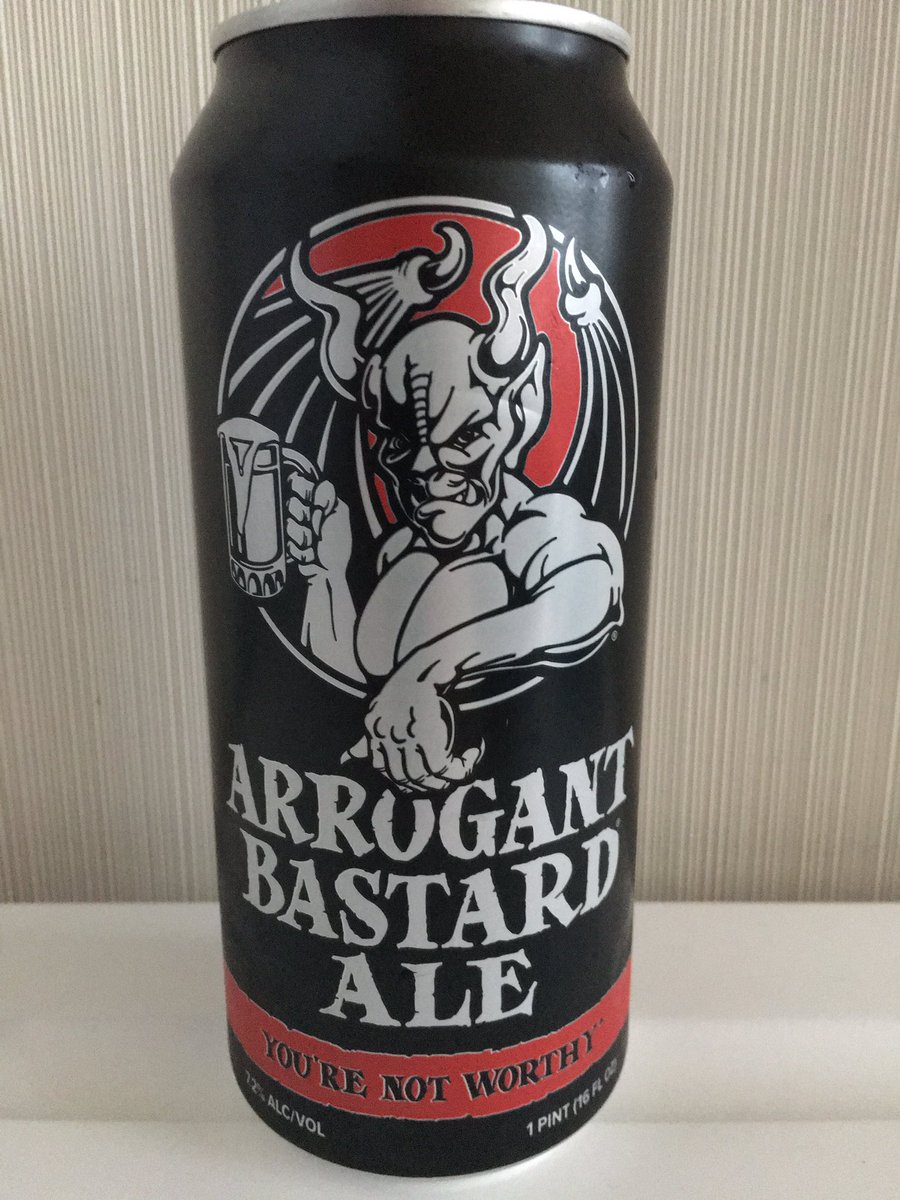 ARROGANT
BASTARD®
ALE
YOU'RE NOT WORTHY
7.2% ALC/VOL
1 PINT (16 FL OZ)